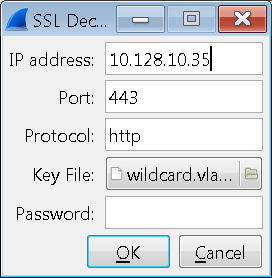 SSL Dec...
IP address: 10.128.10.35
Port: 443
Protocol: http
Key File: wildcard.vla...
Password:
OK Cancel